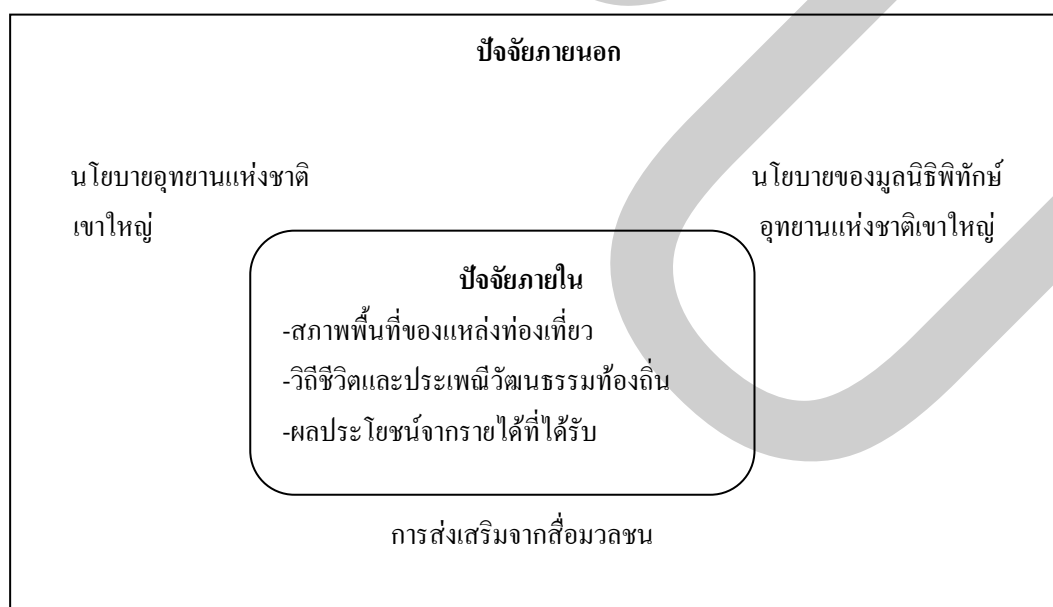 ปัจจัยภายนอก
นโยบายอุทยานแห่งชาติ
เขาใหญ่
นโยบายของมูลนิธิพิทักษ์
อุทยานแห่งชาติเขาใหญ่
ปัจจัยภายใน
-สภาพพื้นที่ของแหล่งท่องเที่ยว
-วิถีชีวิตและประเพณีวัฒนธรรมท้องถิ่น
-ผลประโยชน์จากรายได้ที่ได้รับ
การส่งเสริมจากสื่อมวลชน